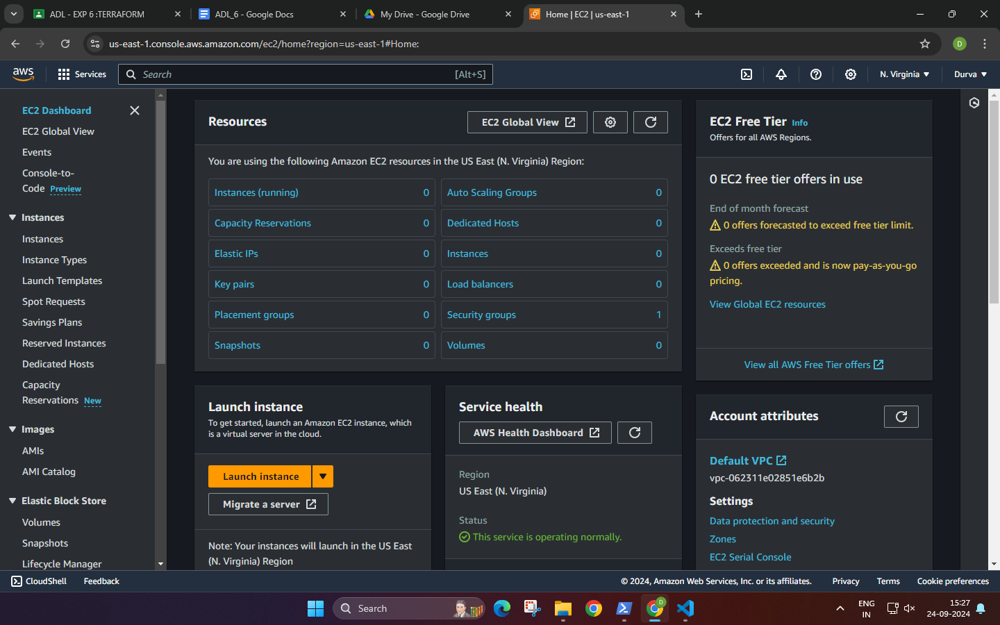 ADL - EXP 6 :TERRAFORM
ADL_6 - Google Docs
My Drive - Google Drive
Home | EC2 | us-east-1
us-east-1.console.aws.amazon.com/ec2/home?region=us-east-1#Home:
D
aws
Services
Search
[Alt+S]
N. Virginia
Durva
EC2 Dashboard
EC2 Global View
Events
Console-to-
Code Preview
Instances
Instances
Instance Types
Launch Templates
Spot Requests
Savings Plans
Reserved Instances
Dedicated Hosts
Capacity
Reservations New
Images
AMIs
AMI Catalog
Elastic Block Store
Volumes
Snapshots
Lifecycle Manager
Resources
EC2 Global View
You are using the following Amazon EC2 resources in the US East (N. Virginia) Region:
Instances (running) 0
Auto Scaling Groups 0
Capacity Reservations 0
Dedicated Hosts 0
Elastic IPs 0
Instances 0
Key pairs 0
Load balancers 0
Placement groups 0
Security groups 1
Snapshots 0
Volumes 0
Launch instance
To get started, launch an Amazon EC2 instance, which
is a virtual server in the cloud.
Launch instance
Migrate a server
Note: Your instances will launch in the US East
(N. Virginia) Region
Service health
AWS Health Dashboard
Region
US East (N. Virginia)
Status
This service is operating normally.
EC2 Free Tier Info
Offers for all AWS Regions.
0 EC2 free tier offers in use
End of month forecast
0 offers forecasted to exceed free tier limit.
Exceeds free tier
0 offers exceeded and is now pay-as-you-go
pricing.
View Global EC2 resources
View all AWS Free Tier offers
Account attributes
Default VPC
vpc-062311e02851e6b2b
Settings
Data protection and security
Zones
EC2 Serial Console
CloudShell
Feedback
© 2024, Amazon Web Services, Inc. or its affiliates.
Privacy
Terms
Cookie preferences
Search
D
ENG
IN
15:27
24-09-2024